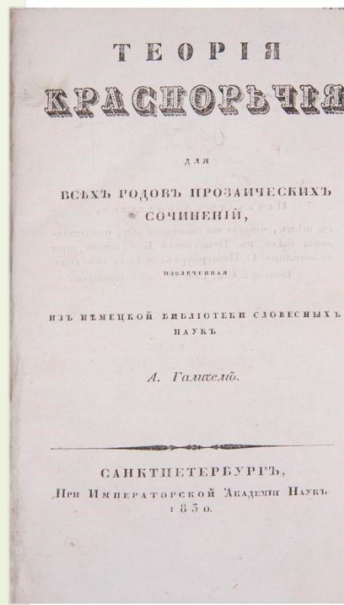 ТЕОРІЯ
КРАСНОРѢЧІЯ
ДЛЯ
ВСѢХЪ РОДОВЪ ПРОЗАИЧЕСКИХЪ
СОЧИНЕНІЙ,
ИЗВЛЕЧЕННАЯ
ИЗЪ НѢМЕЦКОЙ БИБЛІОТЕКИ СЛОВЕСНЫХЪ
НАУКЪ
А. Галичемъ.
САНКТПЕТЕРБУРГЪ,
ПРИ ИМПЕРАТОРСКОЙ АКАДЕМІИ НАУКЪ
1830.